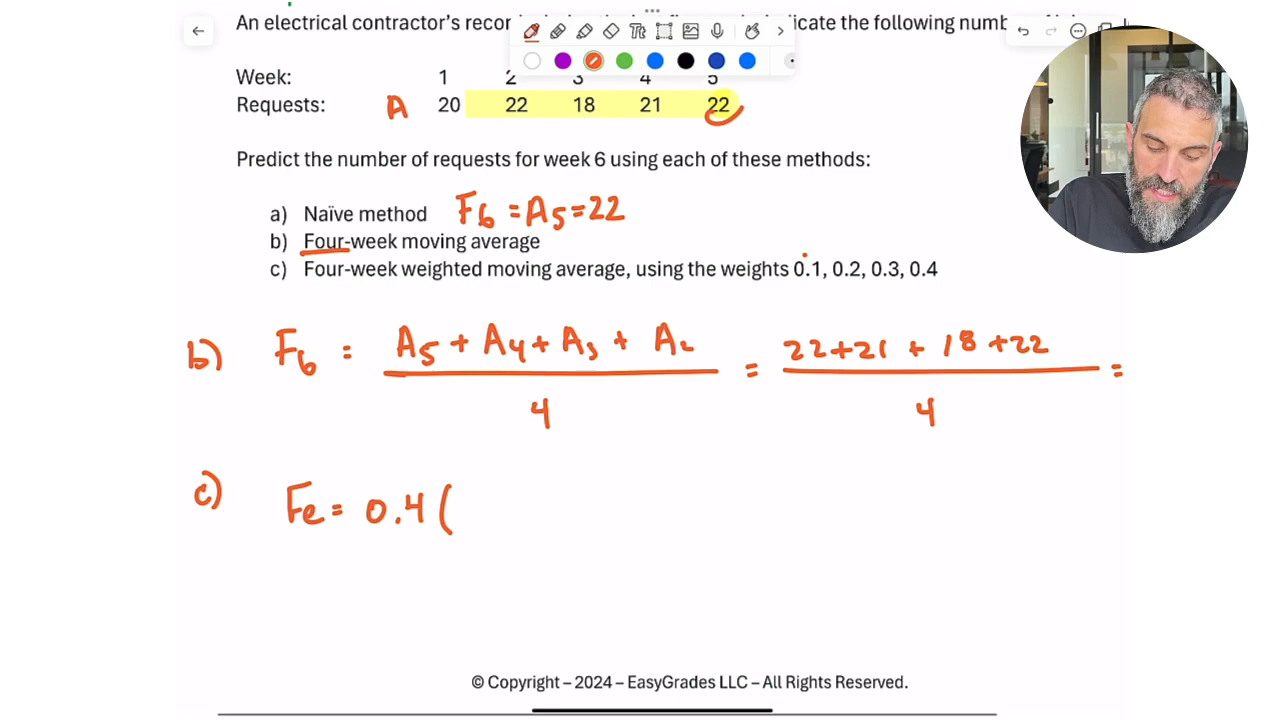 An electrical contractor's recor
icate the following numb
Week: 1 2 3 4 5
Requests: A 20 22 18 21 22
Predict the number of requests for week 6 using each of these methods:
a) Naïve method F6 = A5 = 22
b) Four-week moving average
c) Four-week weighted moving average, using the weights 0.1, 0.2, 0.3, 0.4
b) F6 = A5 + A4 + A3 + A2 / 4 = 22+21 + 18 +22 / 4 =
c) Fe = 0.4 (
© Copyright – 2024 – EasyGrades LLC – All Rights Reserved.